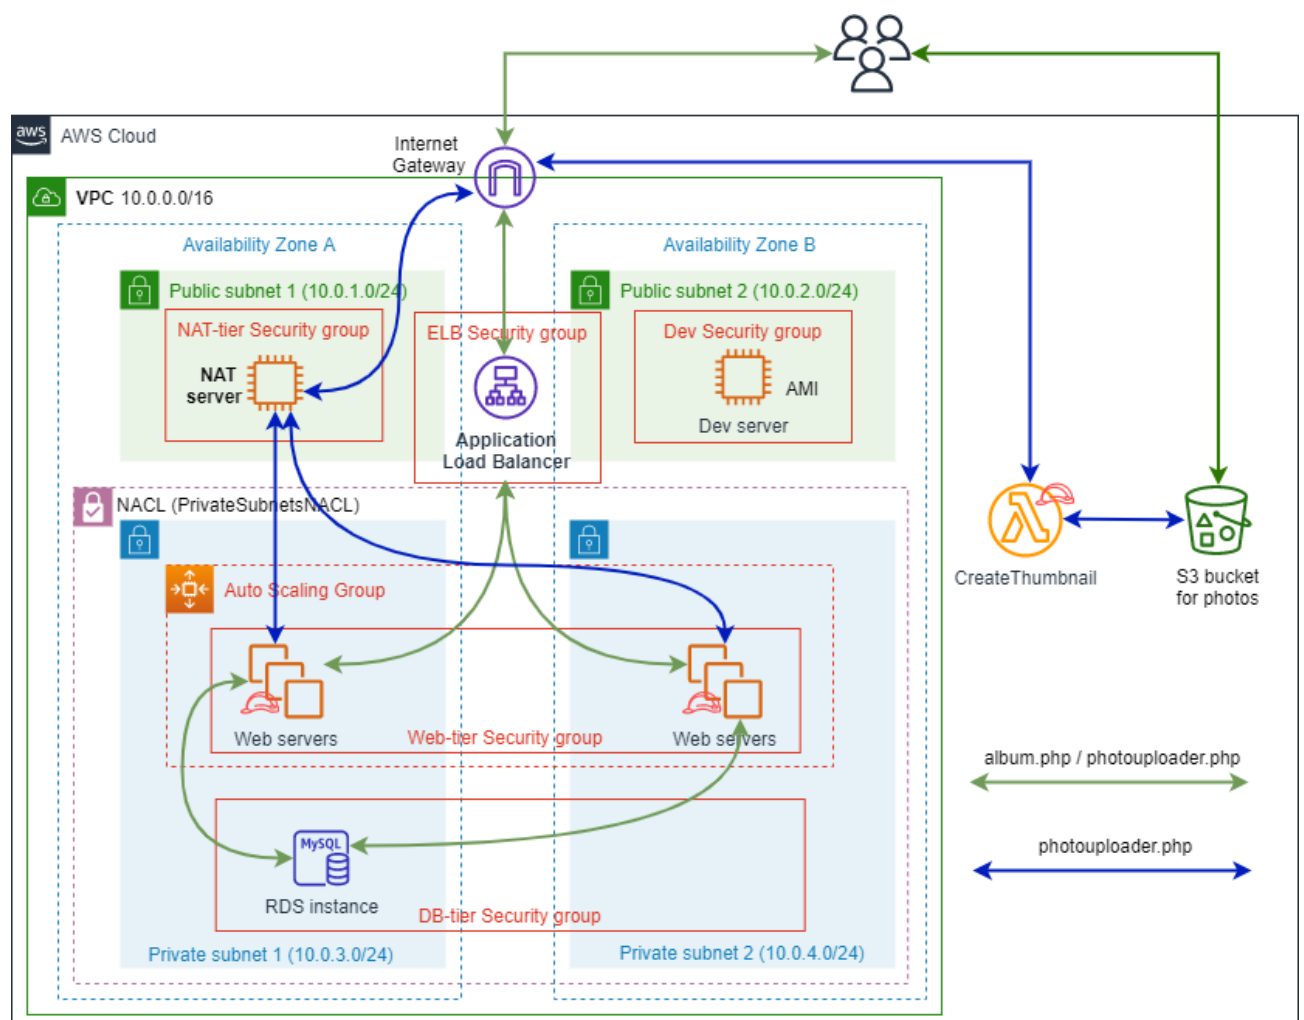 aws
AWS Cloud
Internet
Gateway
VPC 10.0.0.0/16
Availability Zone A
Availability Zone B
Public subnet 1 (10.0.1.0/24)
Public subnet 2 (10.0.2.0/24)
NAT-tier Security group
ELB Security group
Dev Security group
NAT
server
AMI
Dev server
Application
Load Balancer
NACL (PrivateSubnetsNACL)
Auto Scaling Group
CreateThumbnail
S3 bucket
for photos
Web servers
Web-tier Security group
Web servers
album.php / photouploader.php
photouploader.php
MySQL
RDS instance
DB-tier Security group
Private subnet 1 (10.0.3.0/24)
Private subnet 2 (10.0.4.0/24)